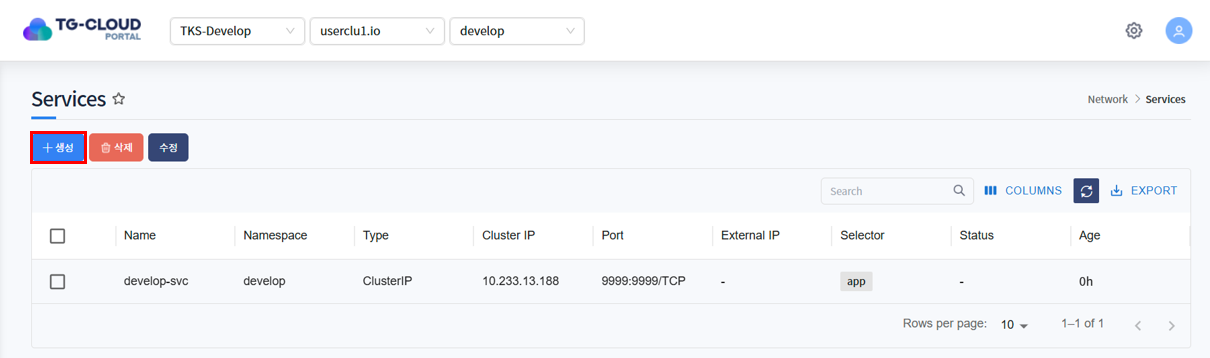 TG-CLOUD
PORTAL
TKS-Develop
userclu1.io
develop
Services
Network > Services
+ 생성
삭제
수정
Search
COLUMNS
EXPORT
Name Namespace Type Cluster IP Port External IP Selector Status Age
develop-svc develop ClusterIP 10.233.13.188 9999:9999/TCP - app - 0h
Rows per page: 10 1–1 of 1